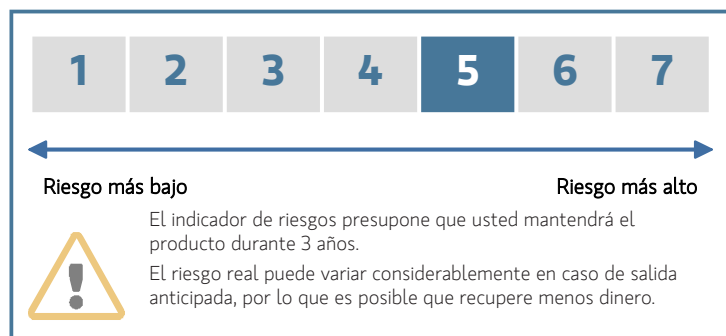 1 2 3 4 5 6 7
Riesgo más bajo Riesgo más alto
El indicador de riesgos presupone que usted mantendrá el
producto durante 3 años.
El riesgo real puede variar considerablemente en caso de salida
anticipada, por lo que es posible que recupere menos dinero.